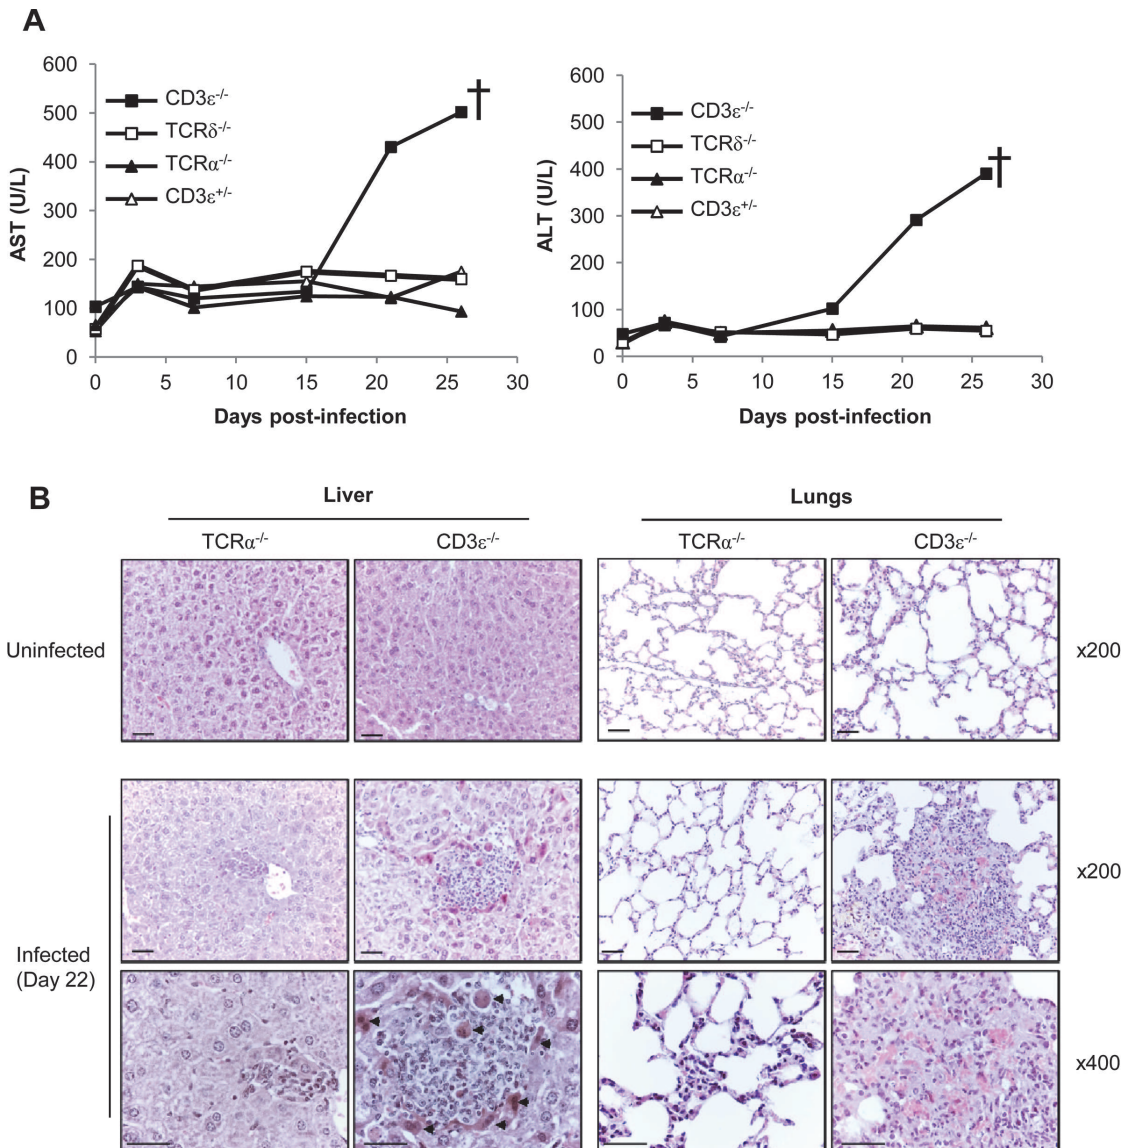 A
600
500
400
300
200
100
0
AST (U/L)
CD3ε-/-
TCRδ-/-
TCRα-/-
CD3ε+/-
†
0 5 10 15 20 25 30
Days post-infection
600
500
400
300
200
100
0
ALT (U/L)
CD3ε-/-
TCRδ-/-
TCRα-/-
CD3ε+/-
†
0 5 10 15 20 25 30
Days post-infection
B
Liver Lungs
TCRα-/- CD3ε-/- TCRα-/- CD3ε-/-
Uninfected
x200
x200
Infected
(Day 22)
x400